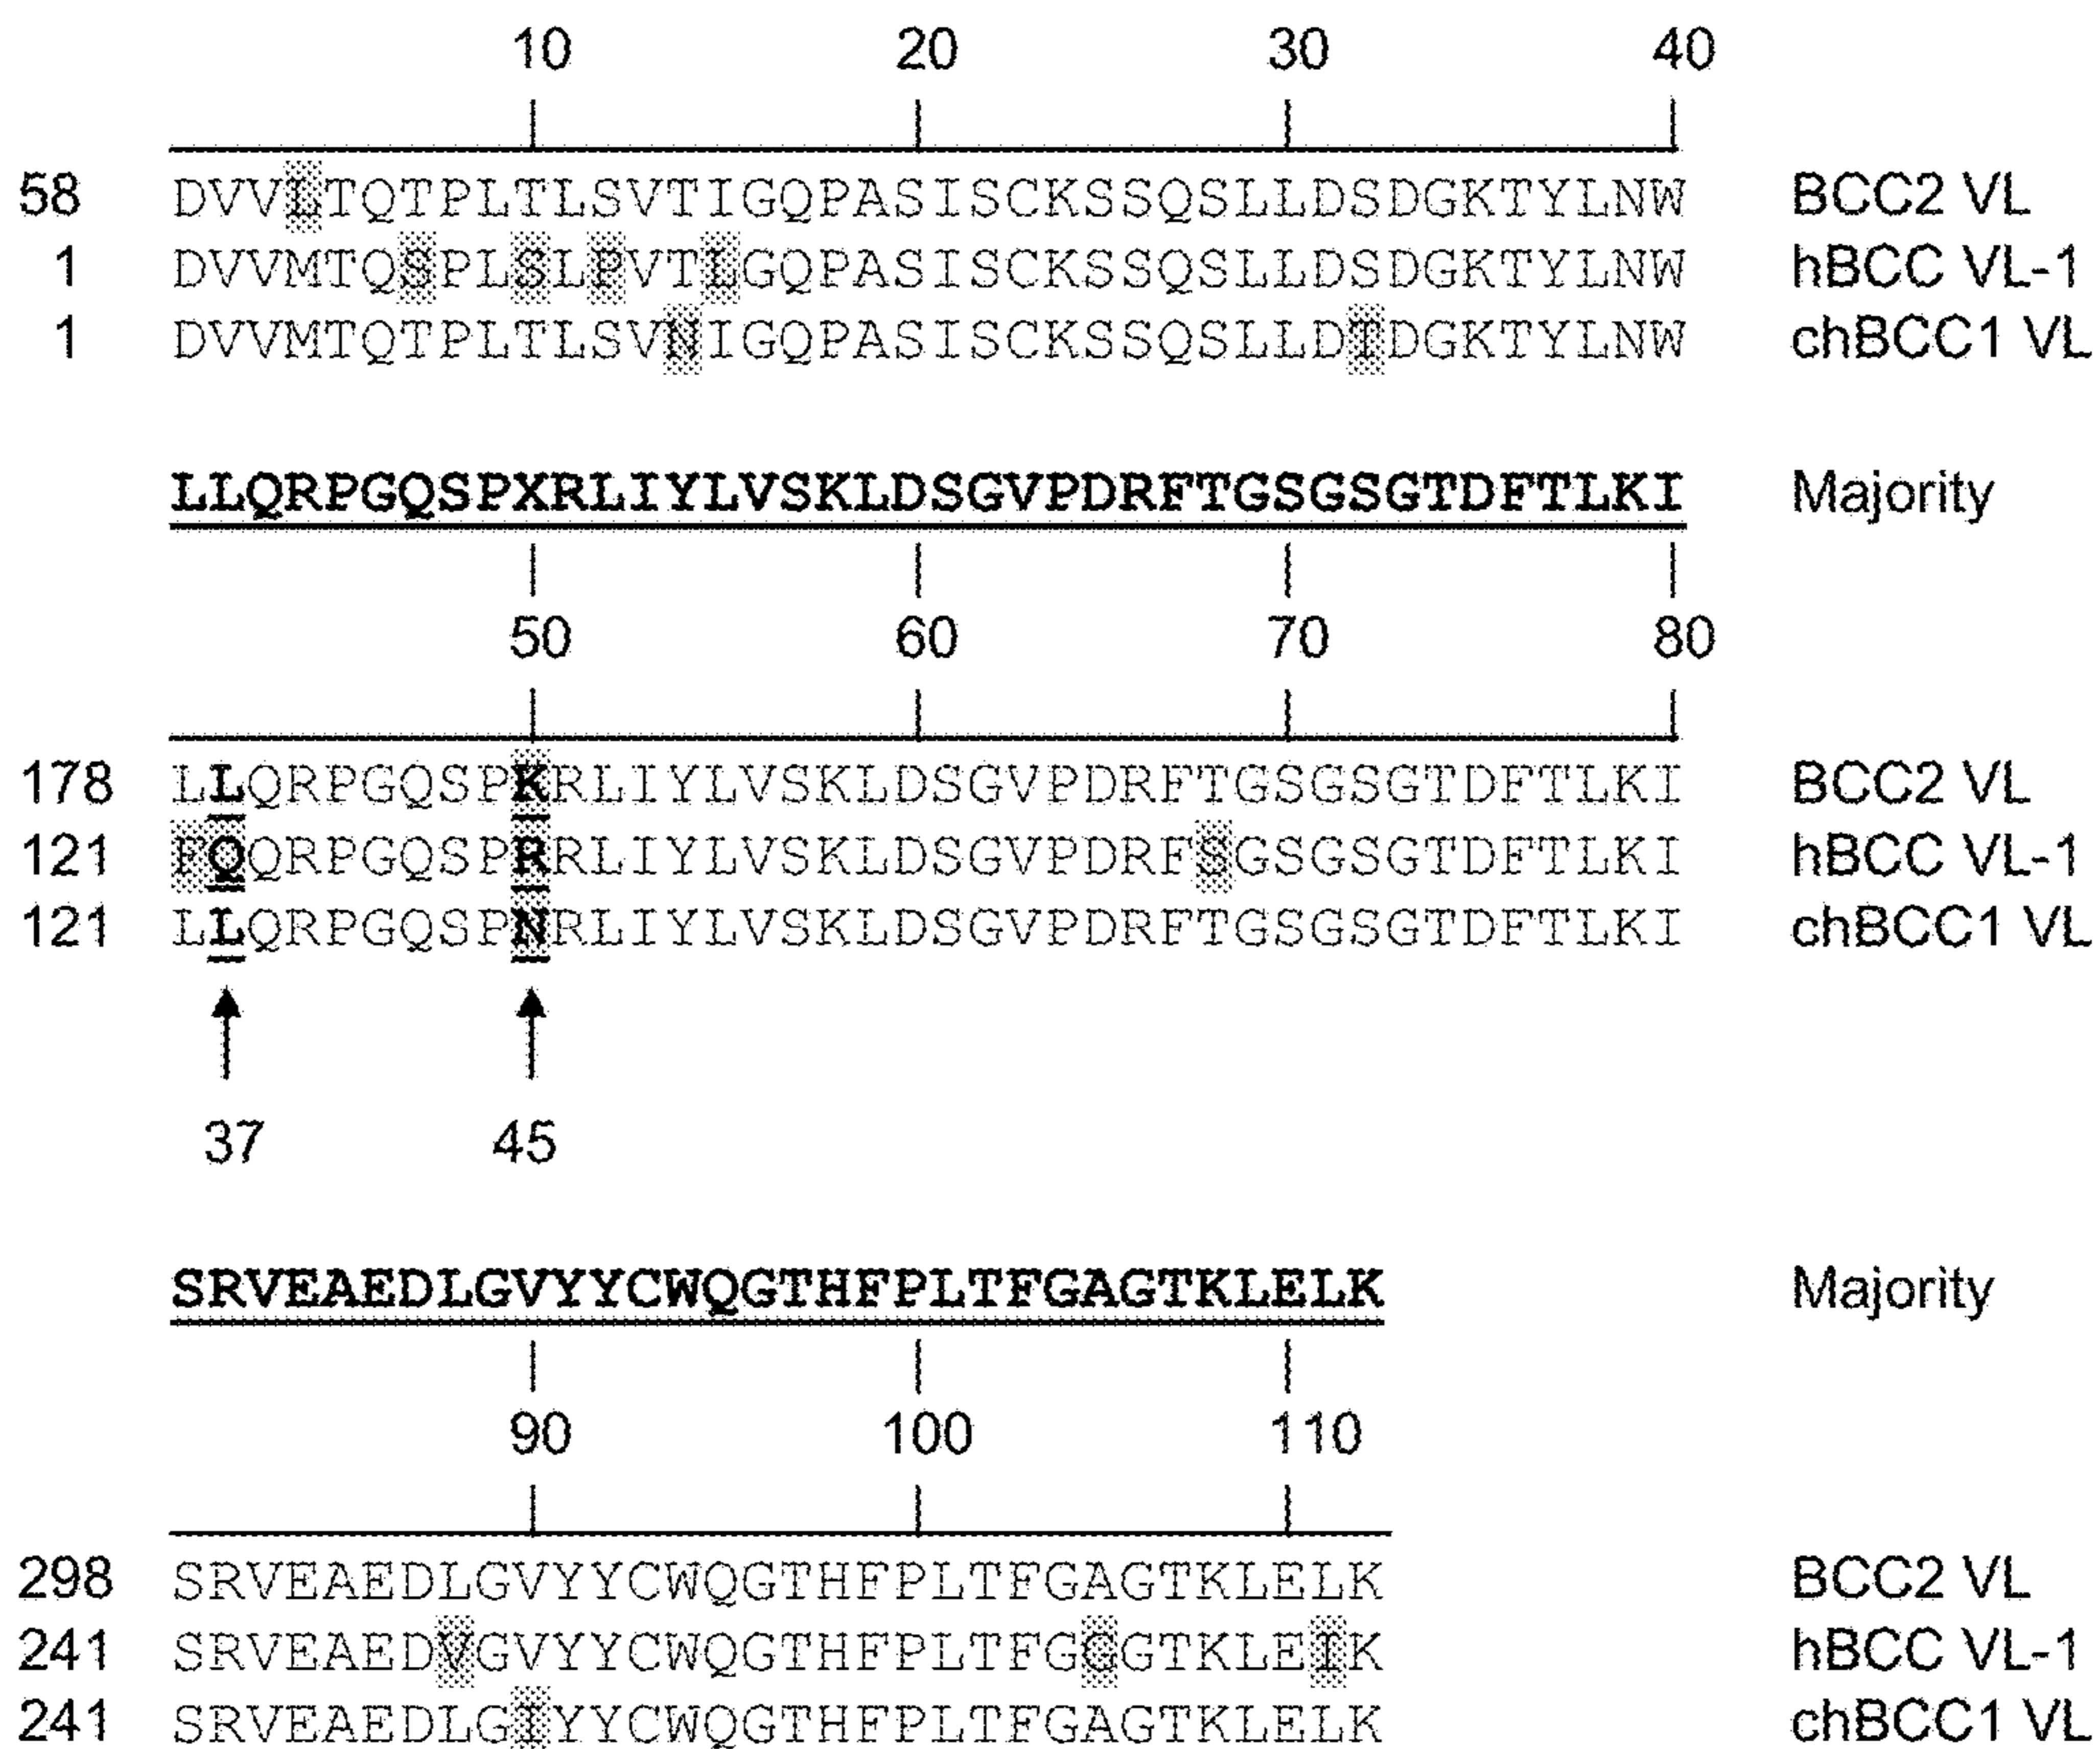 10 20 30 40
58 DVVLTQTPLTLSVTIGQPASISCKSSQSLLDSDGKTYLNW BCC2 VL
1 DVVMTQSPLSLPVTLGQPASISCKSSQSLLDSDGKTYLNW hBCC VL-1
1 DVVMTQTPLTLSVNIGQPASISCKSSQSLLDTDGKTYLNW chBCC1 VL
LLQRPGQSPXRLIYLVSKLDSGVPDRFTGSGSGTDFTLKI Majority
50 60 70 80
178 LLQRPGQSPKRLIYLVSKLDSGVPDRFTGSGSGTDFTLKI BCC2 VL
121 FQQRPGQSPRRLIYLVSKLDSGVPDRFSGSGSGTDFTLKI hBCC VL-1
121 LLQRPGQSPNRLIYLVSKLDSGVPDRFTGSGSGTDFTLKI chBCC1 VL
37 45
SRVEAEDLGVYYCWQGTHFPLTFGAGTKLELK Majority
90 100 110
298 SRVEAEDLGVYYCWQGTHFPLTFGAGTKLELK BCC2 VL
241 SRVEAEDVGVYYCWQGTHFPLTFGGGTKLEIK hBCC VL-1
241 SRVEAEDLGIYYCWQGTHFPLTFGAGTKLELK chBCC1 VL